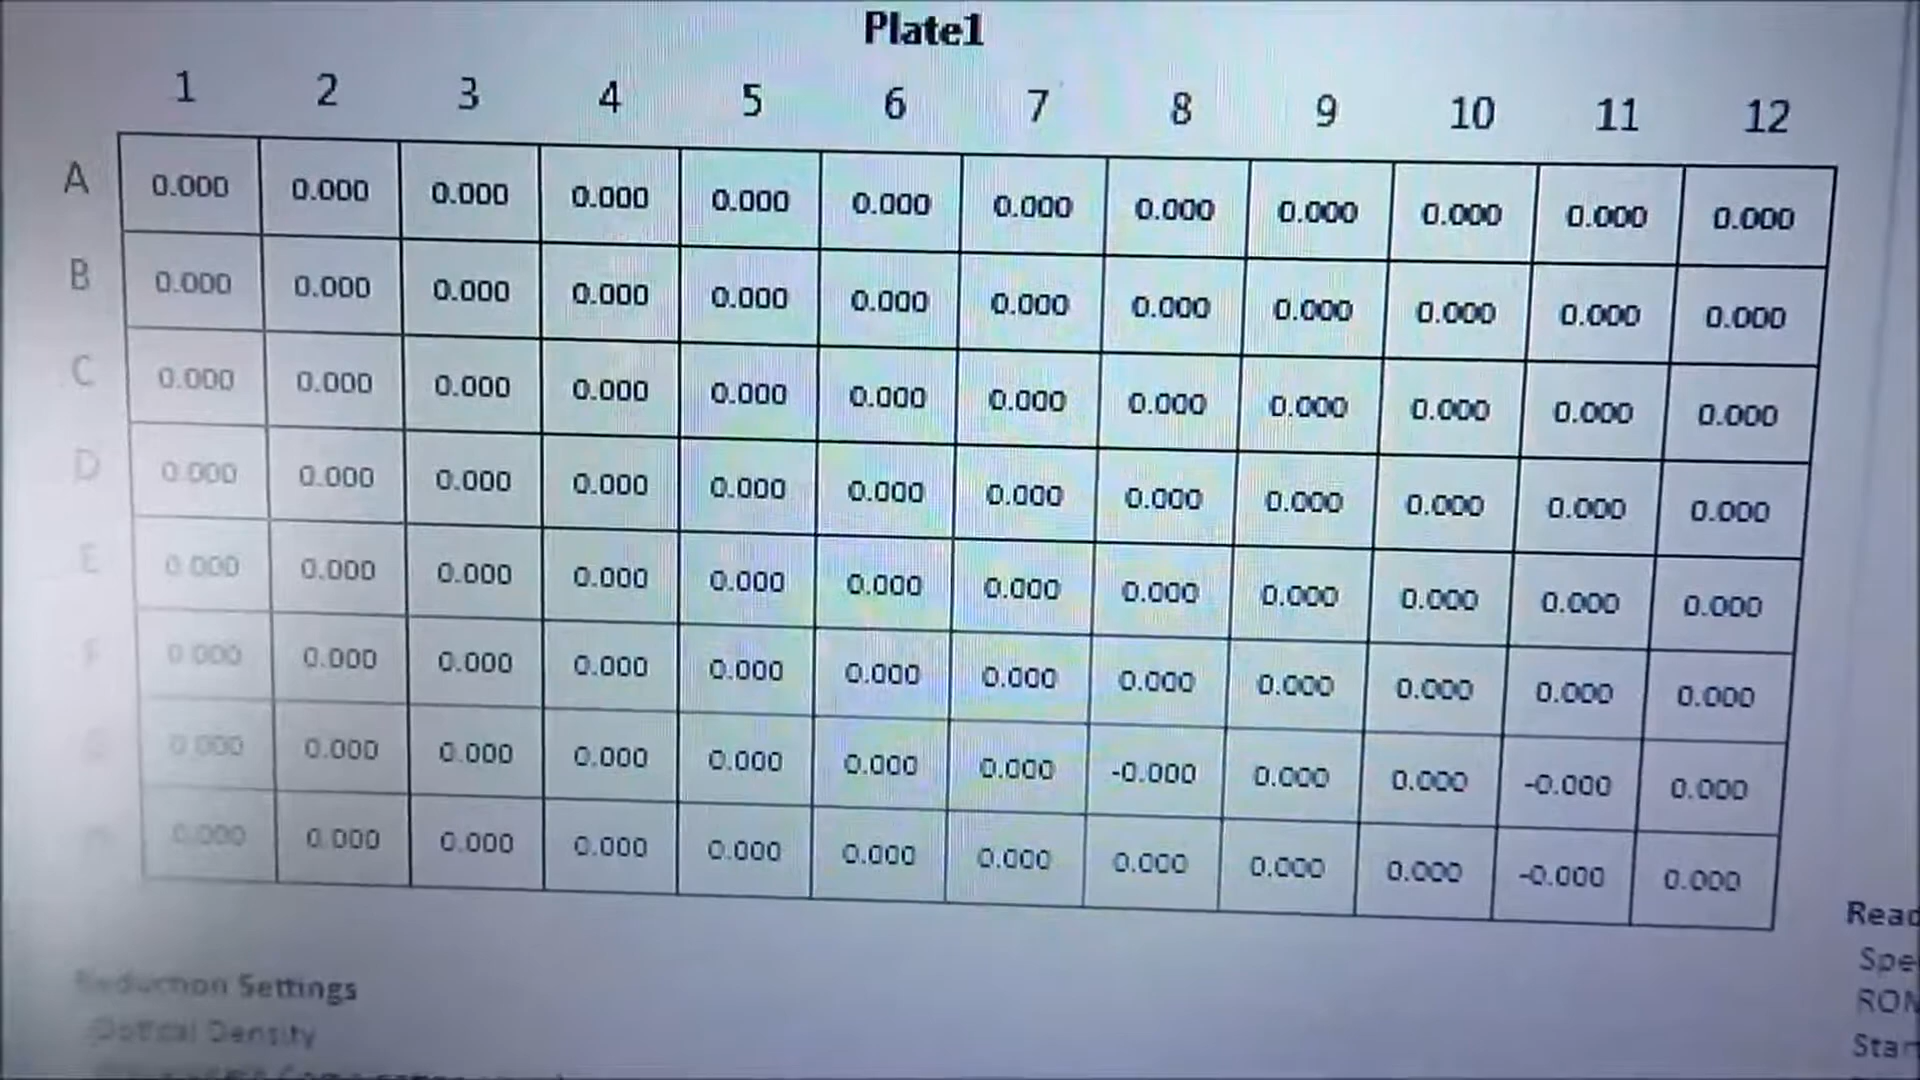 Plate1
1 2 3 4 5 6 7 8 9 10 11 12
A 0.000 0.000 0.000 0.000 0.000 0.000 0.000 0.000 0.000 0.000 0.000 0.000
B 0.000 0.000 0.000 0.000 0.000 0.000 0.000 0.000 0.000 0.000 0.000 0.000
C 0.000 0.000 0.000 0.000 0.000 0.000 0.000 0.000 0.000 0.000 0.000 0.000
D 0.000 0.000 0.000 0.000 0.000 0.000 0.000 0.000 0.000 0.000 0.000 0.000
E 0.000 0.000 0.000 0.000 0.000 0.000 0.000 0.000 0.000 0.000 0.000 0.000
F 0.000 0.000 0.000 0.000 0.000 0.000 0.000 0.000 0.000 0.000 0.000 0.000
0.000 0.000 0.000 0.000 0.000 0.000 0.000 -0.000 0.000 0.000 -0.000 0.000
0.000 0.000 0.000 0.000 0.000 0.000 0.000 0.000 0.000 0.000 -0.000 0.000
Reduction Settings
Optical Density
Read
Spe
Star